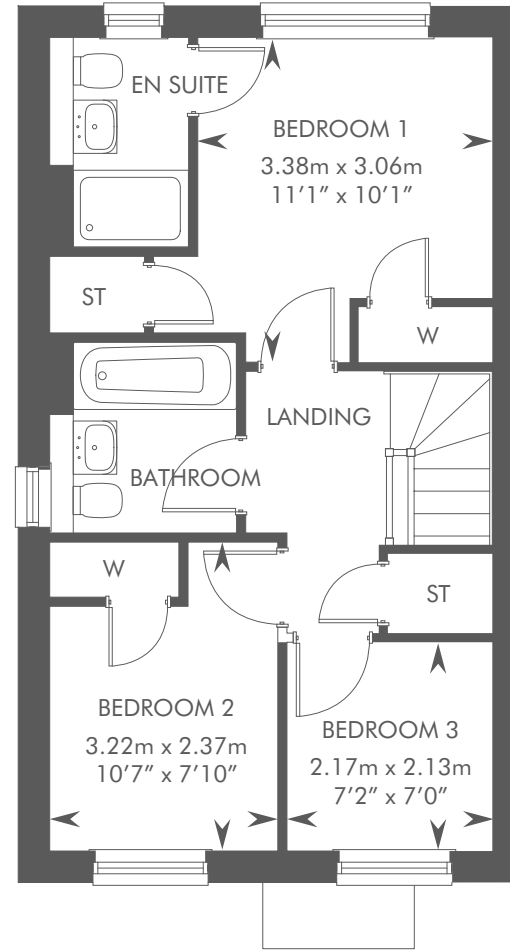 EN SUITE
BEDROOM 1
3.38m x 3.06m
11'1" x 10'1"
ST
W
LANDING
BATHROOM
W
ST
BEDROOM 2
3.22m x 2.37m
10'7" x 7'10"
BEDROOM 3
2.17m x 2.13m
7'2" x 7'0"